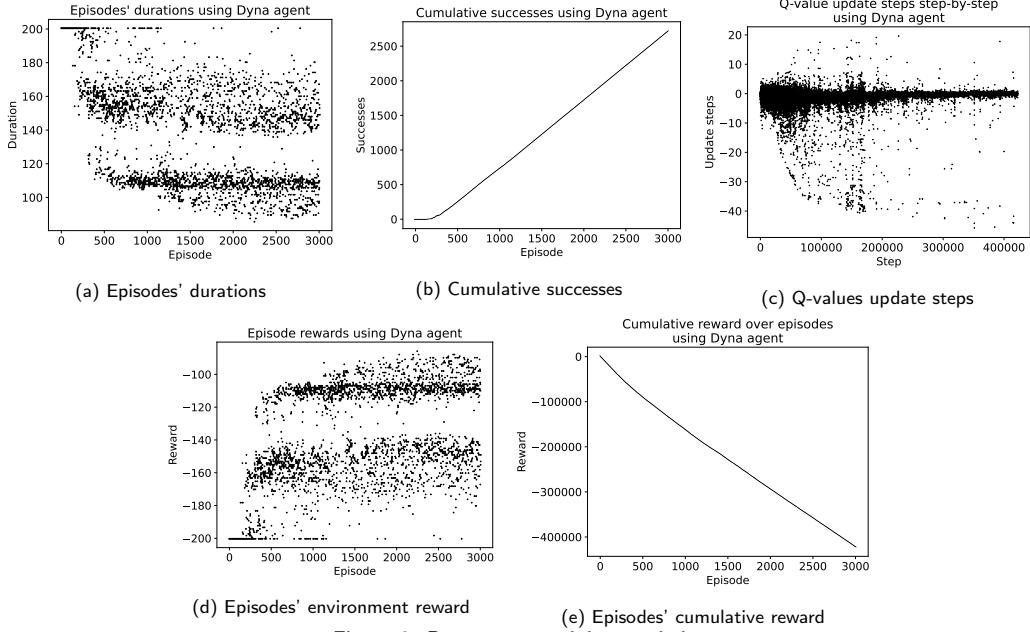 Episodes' durations using Dyna agent
200
180
160
140
120
100
Duration
0 500 1000 1500 2000 2500 3000
Episode
(a) Episodes' durations
Cumulative successes using Dyna agent
2500
2000
1500
1000
500
0
Successes
0 500 1000 1500 2000 2500 3000
Episode
(b) Cumulative successes
Q-value update steps step-by-step
using Dyna agent
20
10
0
−10
−20
−30
−40
Update steps
0 100000 200000 300000 400000
Step
(c) Q-values update steps
Episode rewards using Dyna agent
−100
−120
−140
−160
−180
−200
Reward
0 500 1000 1500 2000 2500 3000
Episode
(d) Episodes' environment reward
Cumulative reward over episodes
using Dyna agent
0
−100000
−200000
−300000
−400000
Reward
0 500 1000 1500 2000 2500 3000
Episode
(e) Episodes' cumulative reward